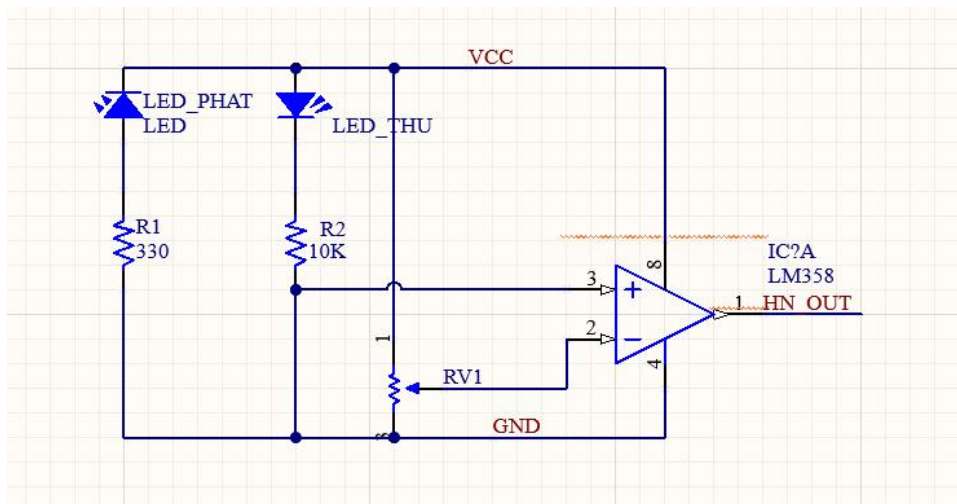 VCC
LED_PHAT
LED
LED_THU
R1
330
R2
10K
IC?A
LM358
8
3
+
1
HN_OUT
2
-
1
4
RV1
GND